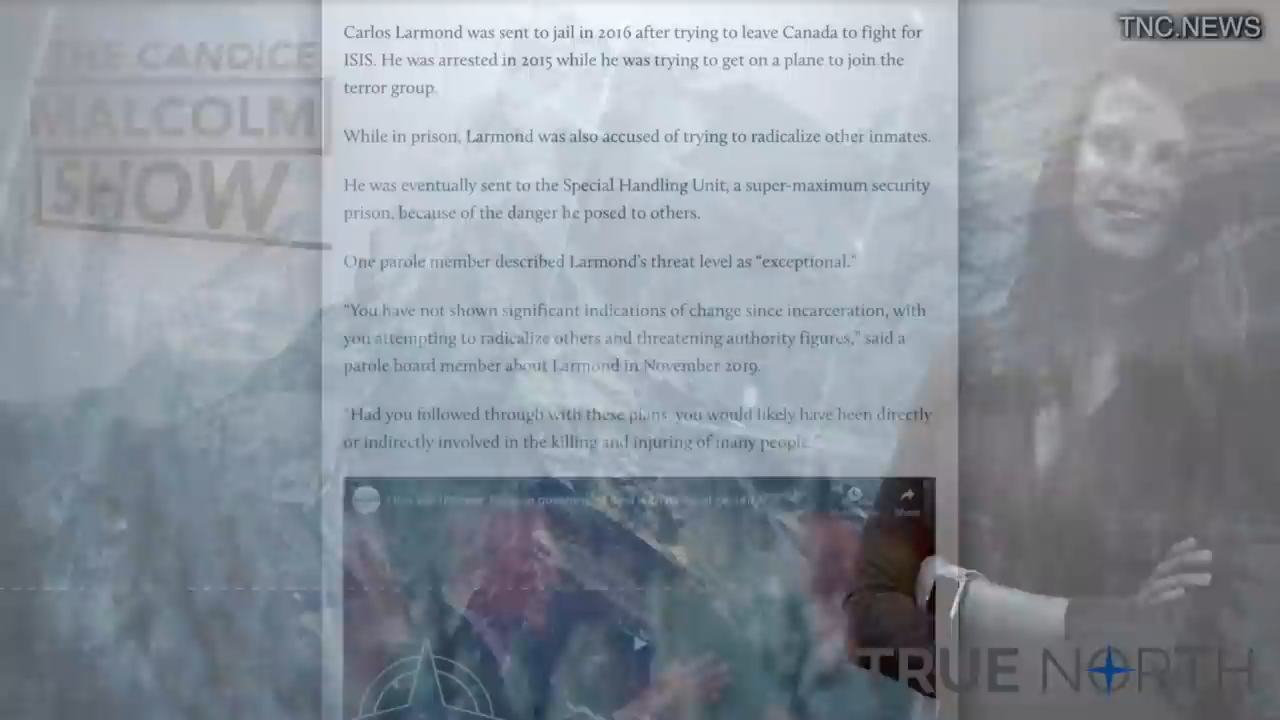 TNC.NEWS
THE CANDICE
MALCOLM
SHOW
Carlos Larmond was sent to jail in 2016 after trying to leave Canada to fight for
ISIS. He was arrested in 2015 while he was trying to get on a plane to join the
terror group.
While in prison, Larmond was also accused of trying to radicalize other inmates.
He was eventually sent to the Special Handling Unit, a super-maximum security
prison, because of the danger he posed to others.
One parole member described Larmond's threat level as “exceptional.”
“You have not shown significant indications of change since incarceration, with
you attempting to radicalize others and threatening authority figures,” said a
parole board member about Larmond in November 2019.
“Had you followed through with these plans, you would likely have been directly
or indirectly involved in the killing and injuring of many people.”
Share
TRUE NORTH